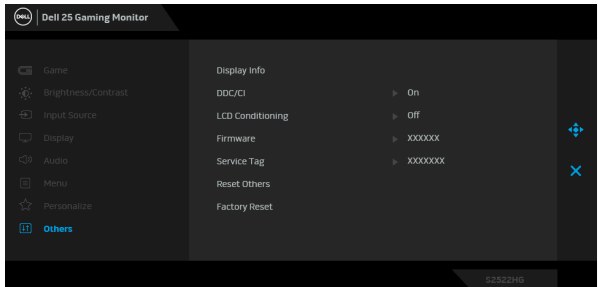 DELL Dell 25 Gaming Monitor
Game
Brightness/Contrast
Input Source
Display
Audio
Menu
Personalize
Others
Display Info
DDC/CI On
LCD Conditioning Off
Firmware XXXXXX
Service Tag XXXXXXX
Reset Others
Factory Reset
S2522HG